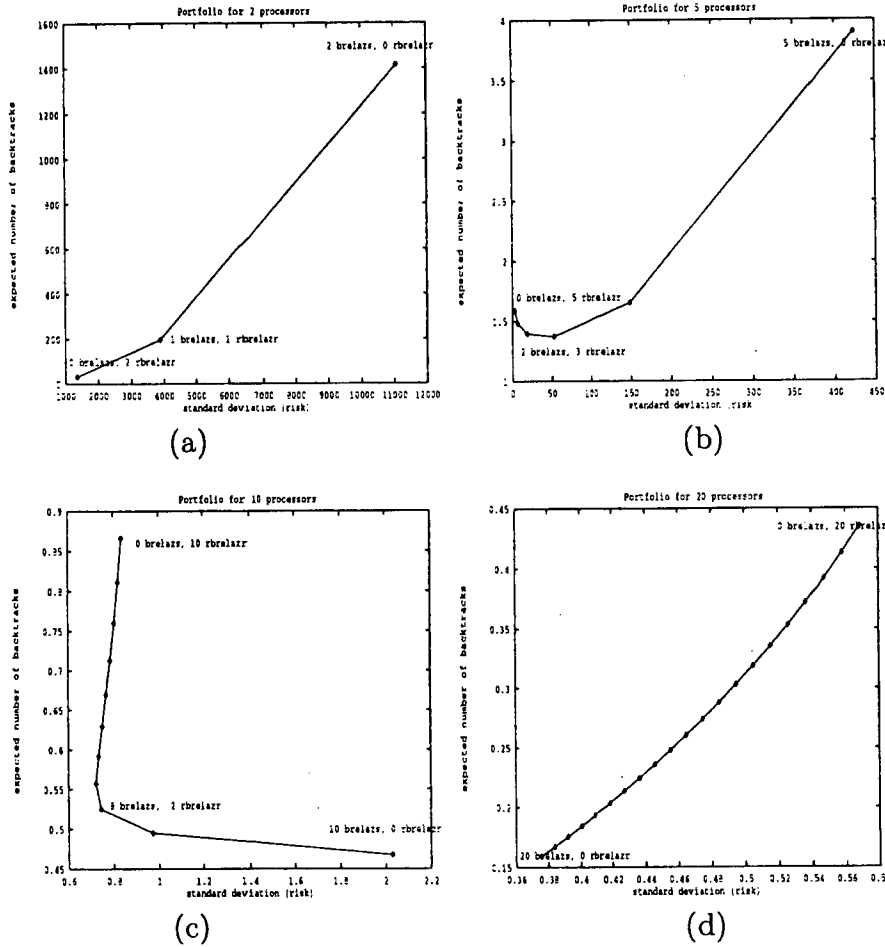 Portfolio for 2 processors
1600
1400
1200
1000
800
600
400
200
0
expected number of backtracks
2 brelazs, 0 rbrelazr
1 brelazs, 1 rbrelazr
0 brelazs, 2 rbrelazr
1000 2000 3000 4000 5000 6000 7000 8000 9000 10000 11000 12000
standard deviation (risk)
(a)
Portfolio for 5 processors
4
3.5
3
2.5
2
1.5
1
expected number of backtracks
5 brelazs, 0 rbrelazr
0 brelazs, 5 rbrelazr
2 brelazs, 3 rbrelazr
0 50 100 150 200 250 300 350 400 450
standard deviation (risk
(b)
Portfolio for 10 processors
0.9
0.85
0.8
0.75
0.7
0.65
0.6
0.55
0.5
0.45
expected number of backtracks
0 brelazs, 10 rbrelazr
8 brelazs, 2 rbrelazr
10 brelazs, 0 rbrelazr
0.6 0.8 1 1.2 1.4 1.6 1.8 2 2.2
standard deviation (risk)
(c)
Portfolio for 20 processors
0.45
0.4
0.35
0.3
0.25
0.2
0.15
expected number of backtracks
0 brelazs, 20 rbrelazr
20 brelazs, 0 rbrelazr
0.36 0.38 0.4 0.42 0.44 0.46 0.48 0.5 0.52 0.54 0.56 0.5
standard deviation (risk)
(d)